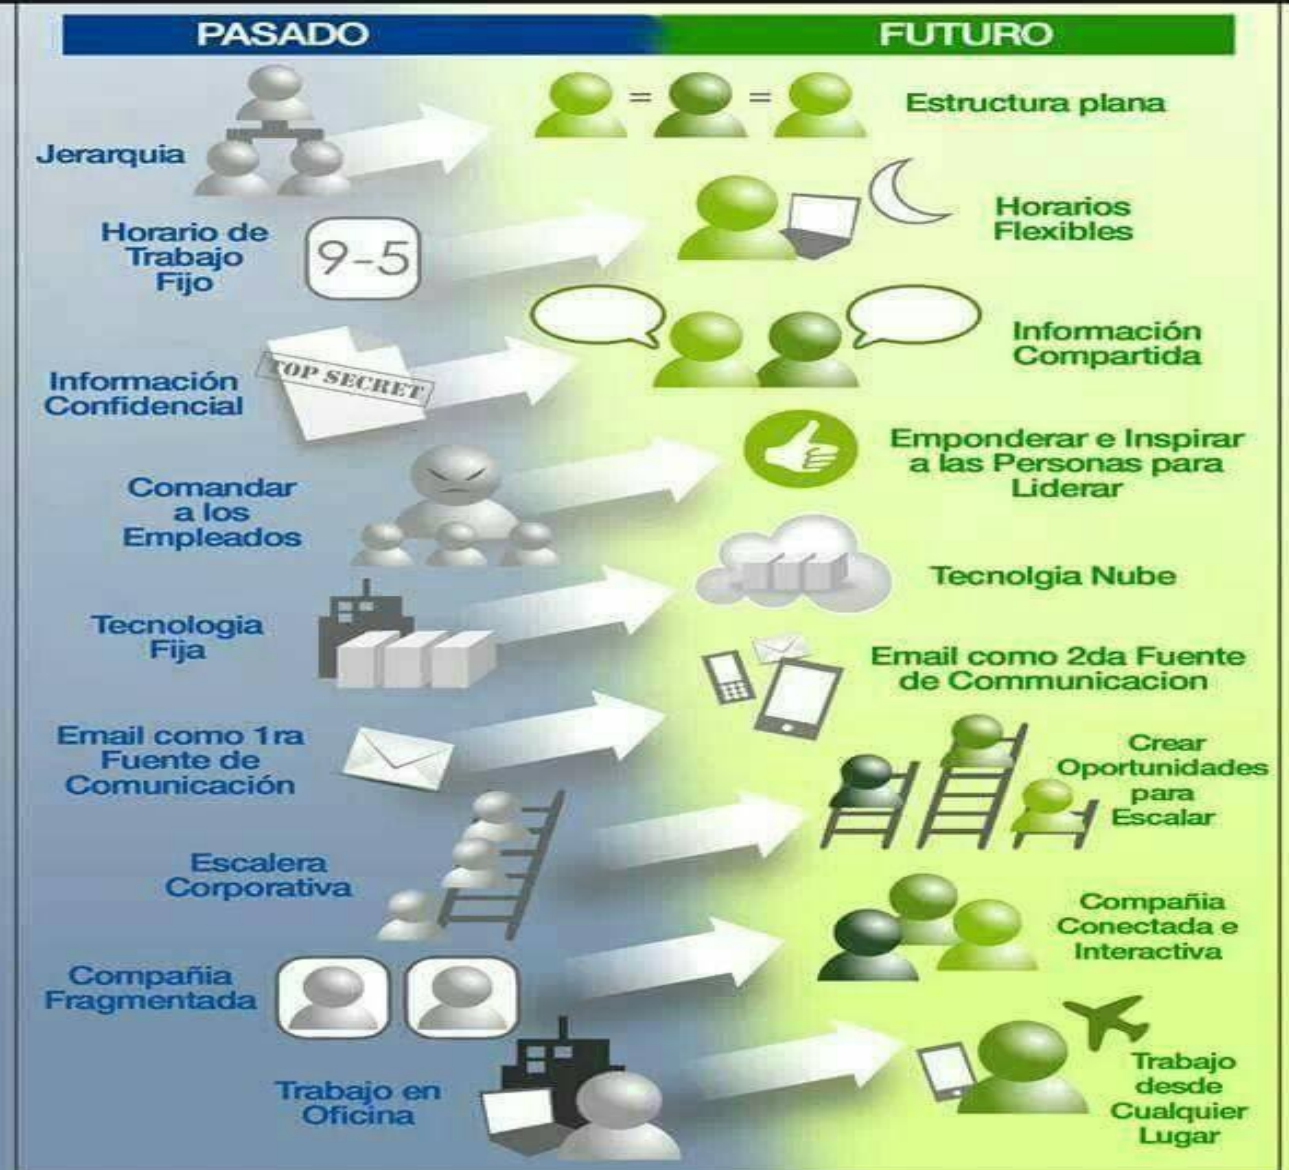 PASADO
FUTURO
Jerarquia
= =
Estructura plana
Horario de
Trabajo
Fijo
9-5
Horarios
Flexibles
Información
Confidencial
TOP SECRET
Información
Compartida
Comandar
a los
Empleados
Emponderar e Inspirar
a las Personas para
Liderar
Tecnologia
Fija
Tecnolgia Nube
Email como 1ra
Fuente de
Comunicación
Email como 2da Fuente
de Communicacion
Escalera
Corporativa
Crear
Oportunidades
para
Escalar
Compañia
Fragmentada
Compañia
Conectada e
Interactiva
Trabajo en
Oficina
Trabajo
desde
Cualquier
Lugar